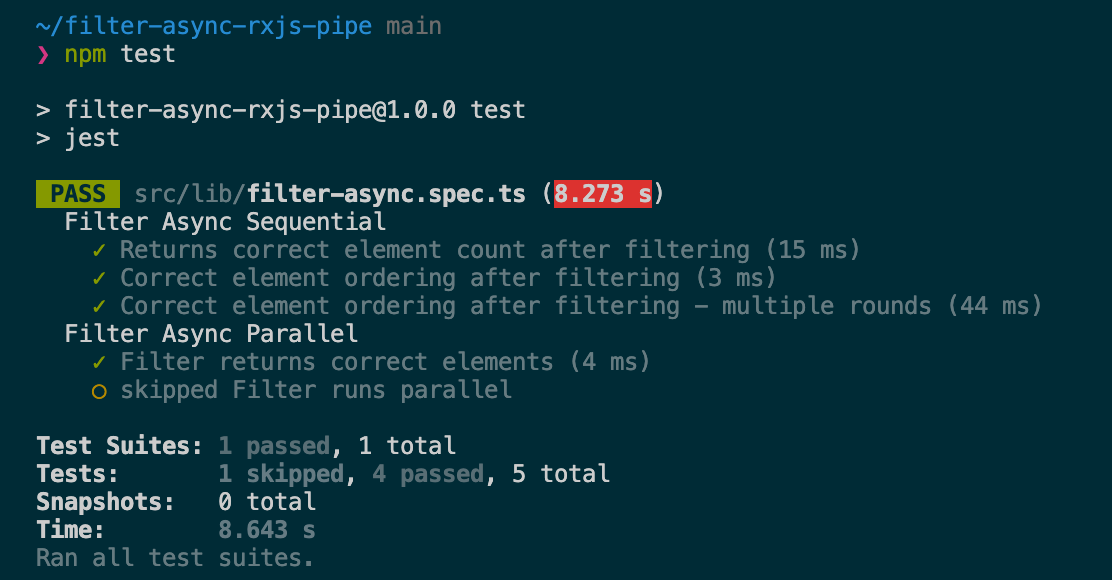 ~/filter-async-rxjs-pipe main
❯ npm test
> filter-async-rxjs-pipe@1.0.0 test
> jest
PASS src/lib/filter-async.spec.ts (8.273 s)
Filter Async Sequential
✓ Returns correct element count after filtering (15 ms)
✓ Correct element ordering after filtering (3 ms)
✓ Correct element ordering after filtering – multiple rounds (44 ms)
Filter Async Parallel
✓ Filter returns correct elements (4 ms)
○ skipped Filter runs parallel
Test Suites: 1 passed, 1 total
Tests: 1 skipped, 4 passed, 5 total
Snapshots: 0 total
Time: 8.643 s
Ran all test suites.